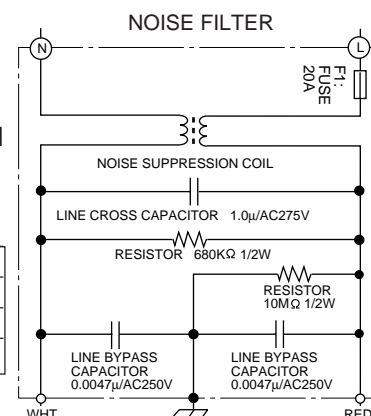 NOISE FILTER
N
L
F1:
FUSE
20A
NOISE SUPPRESSION COIL
LINE CROSS CAPACITOR 1.0μ/AC275V
RESISTOR 680KΩ 1/2W
RESISTOR
10MΩ 1/2W
LINE BYPASS
CAPACITOR
0.0047μ/AC250V
LINE BYPASS
CAPACITOR
0.0047μ/AC250V
WHT
RED